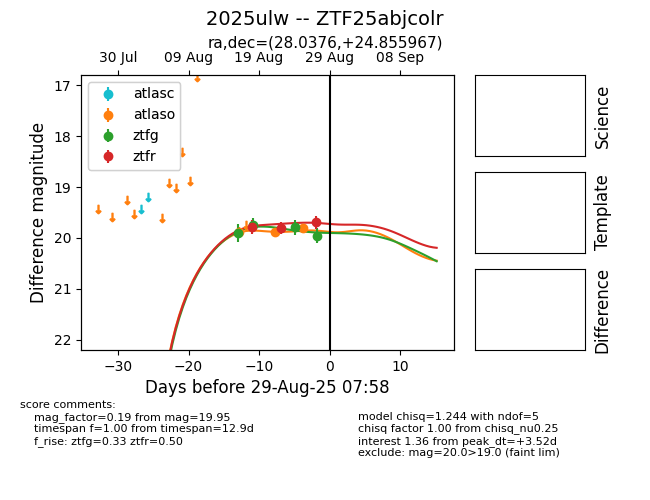 2025ulw -- ZTF25abjcolr
ra,dec=(28.0376,+24.855967)
30 Jul 09 Aug 19 Aug 29 Aug 08 Sep
17
18
19
20
21
22
Difference magnitude
atlasc
atlaso
ztfg
ztfr
−30 −20 −10 0 10
Days before 29-Aug-25 07:58
Science
Template
Difference
score comments:
mag_factor=0.19 from mag=19.95
timespan f=1.00 from timespan=12.9d
f_rise: ztfg=0.33 ztfr=0.50
model chisq=1.244 with ndof=5
chisq factor 1.00 from chisq_nu0.25
interest 1.36 from peak_dt=+3.52d
exclude: mag=20.0>19.0 (faint lim)